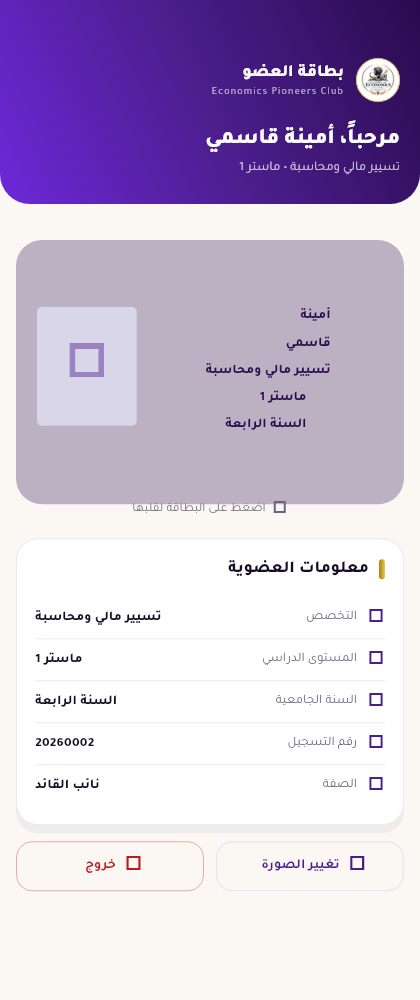 بطاقة العضو
Economics Pioneers Club
مرحباً، أمينة قاسمي
تسيير مالي ومحاسبة • ماستر 1
أمينة
قاسمي
تسيير مالي ومحاسبة
ماستر 1
السنة الرابعة
اضغط على البطاقة لقلبها
معلومات العضوية
التخصص تسيير مالي ومحاسبة
المستوى الدراسي ماستر 1
السنة الجامعية السنة الرابعة
رقم التسجيل 20260002
الصفة نائب القائد
تغيير الصورة
خروج